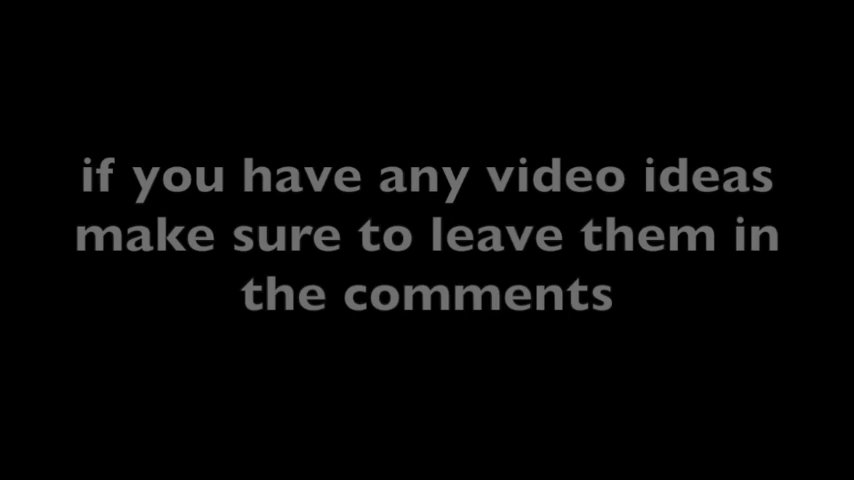 if you have any video ideas
make sure to leave them in
the comments